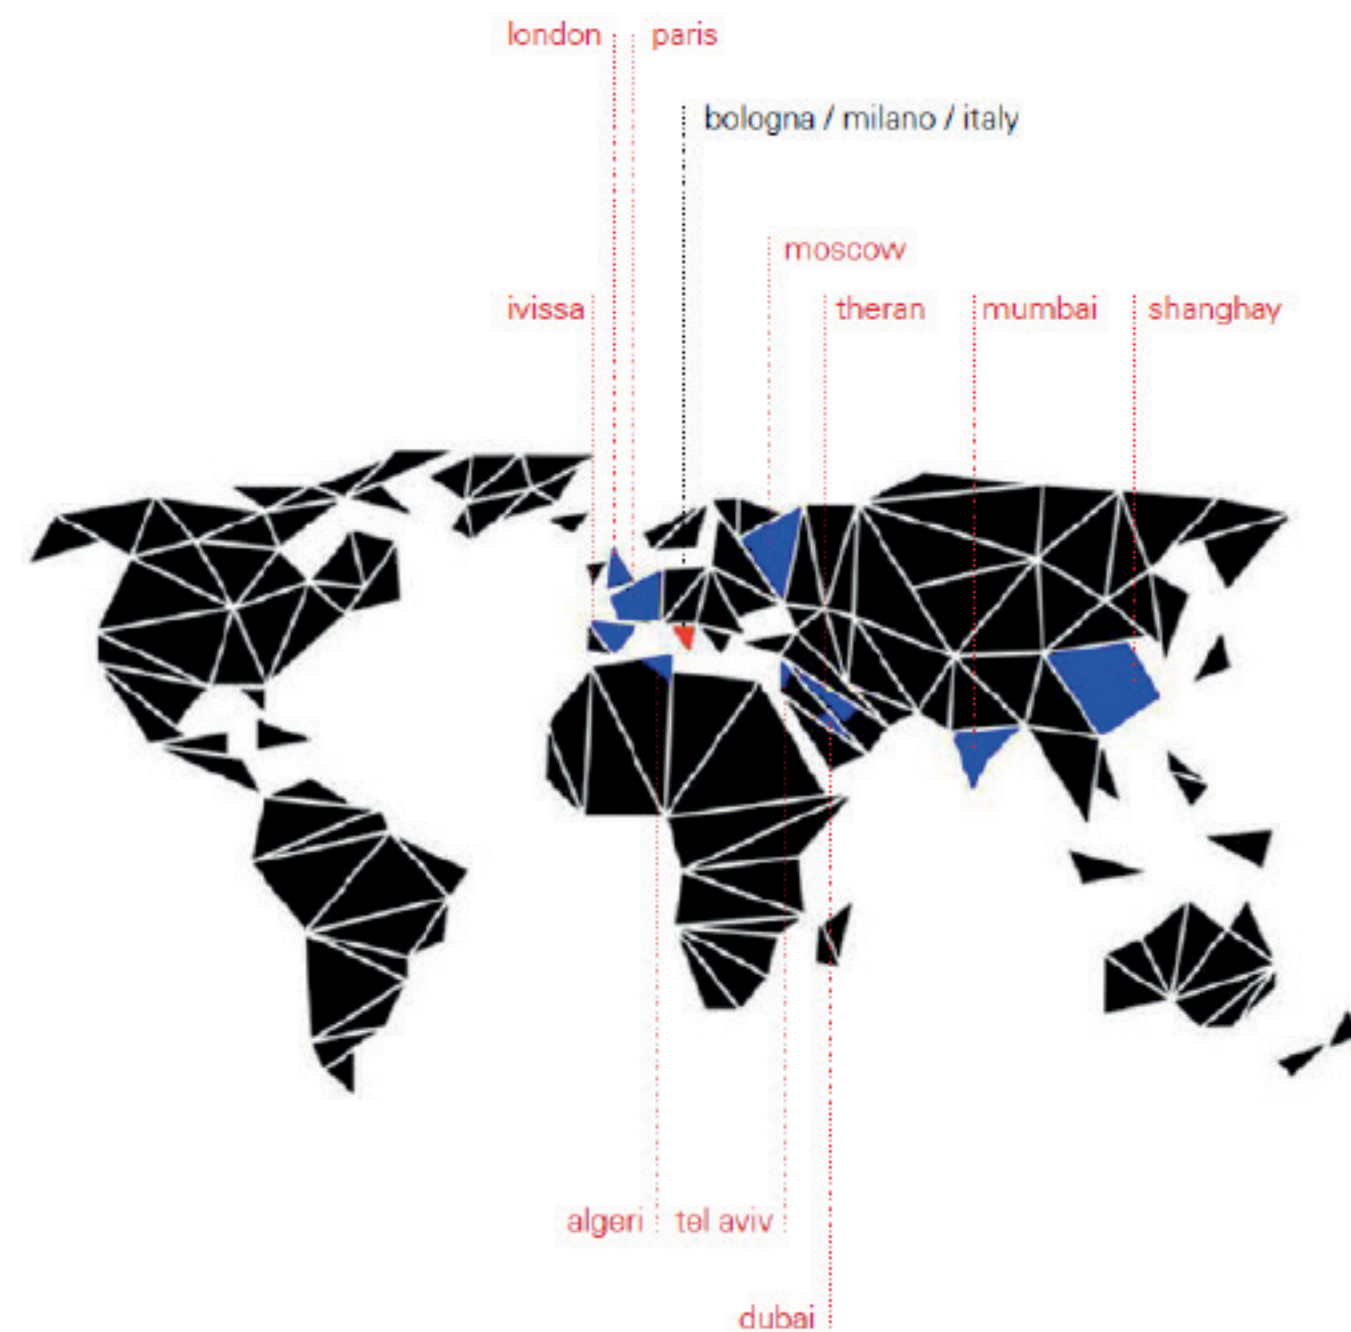 london
paris
bologna / milano / italy
moscow
ivissa
theran
mumbai
shanghay
algeri
tel aviv
dubai